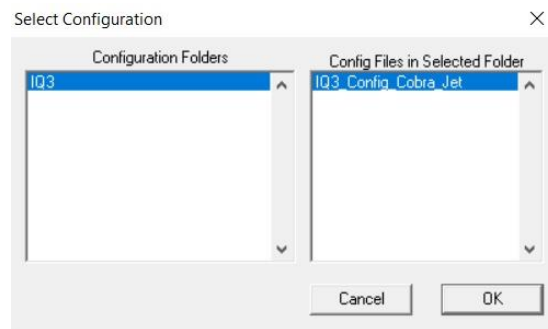 Select Configuration
Configuration Folders
Config Files in Selected Folder
IQ3
IQ3_Config_Cobra_Jet
Cancel
OK